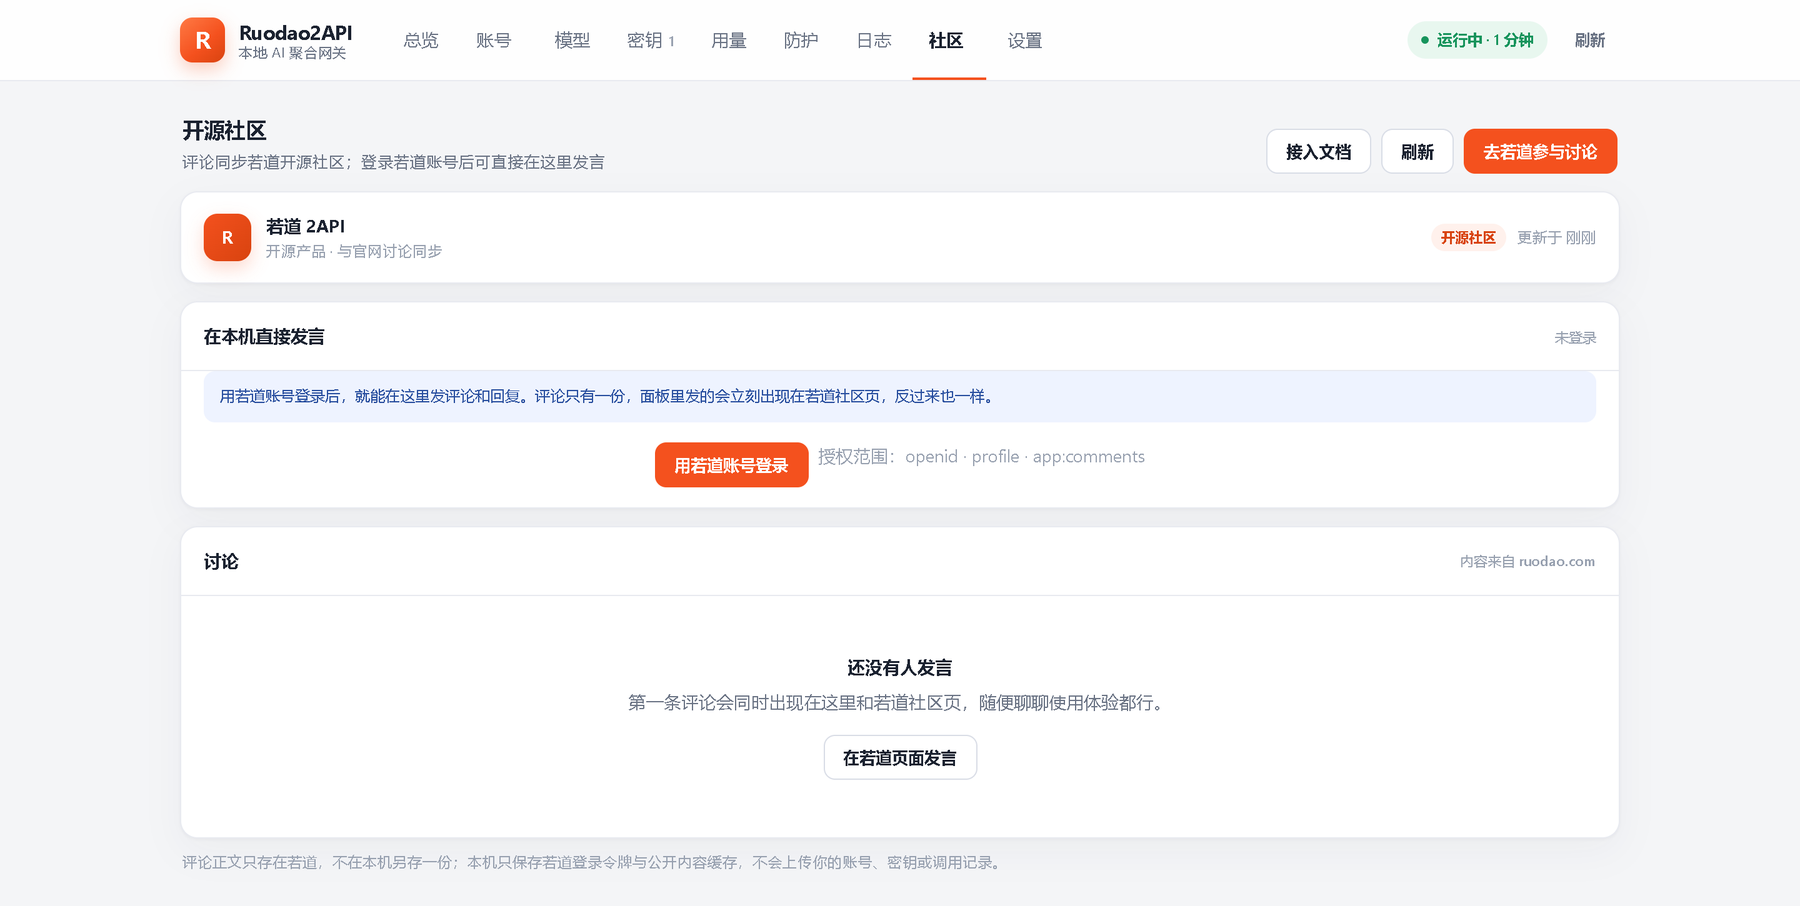 R
Ruodao2API
本地 AI 聚合网关
总览 账号 模型 密钥 1 用量 防护 日志 社区 设置
运行中 · 1 分钟 刷新
开源社区
评论同步若道开源社区；登录若道账号后可直接在这里发言
接入文档 刷新 去若道参与讨论
R
若道 2API
开源产品 · 与官网讨论同步
开源社区 更新于 刚刚
在本机直接发言 未登录
用若道账号登录后，就能在这里发评论和回复。评论只有一份，面板里发的会立刻出现在若道社区页，反过来也一样。
用若道账号登录 授权范围：openid · profile · app:comments
讨论 内容来自 ruodao.com
还没有人发言
第一条评论会同时出现在这里和若道社区页，随便聊聊使用体验都行。
在若道页面发言
评论正文只存在若道，不在本机另存一份；本机只保存若道登录令牌与公开内容缓存，不会上传你的账号、密钥或调用记录。